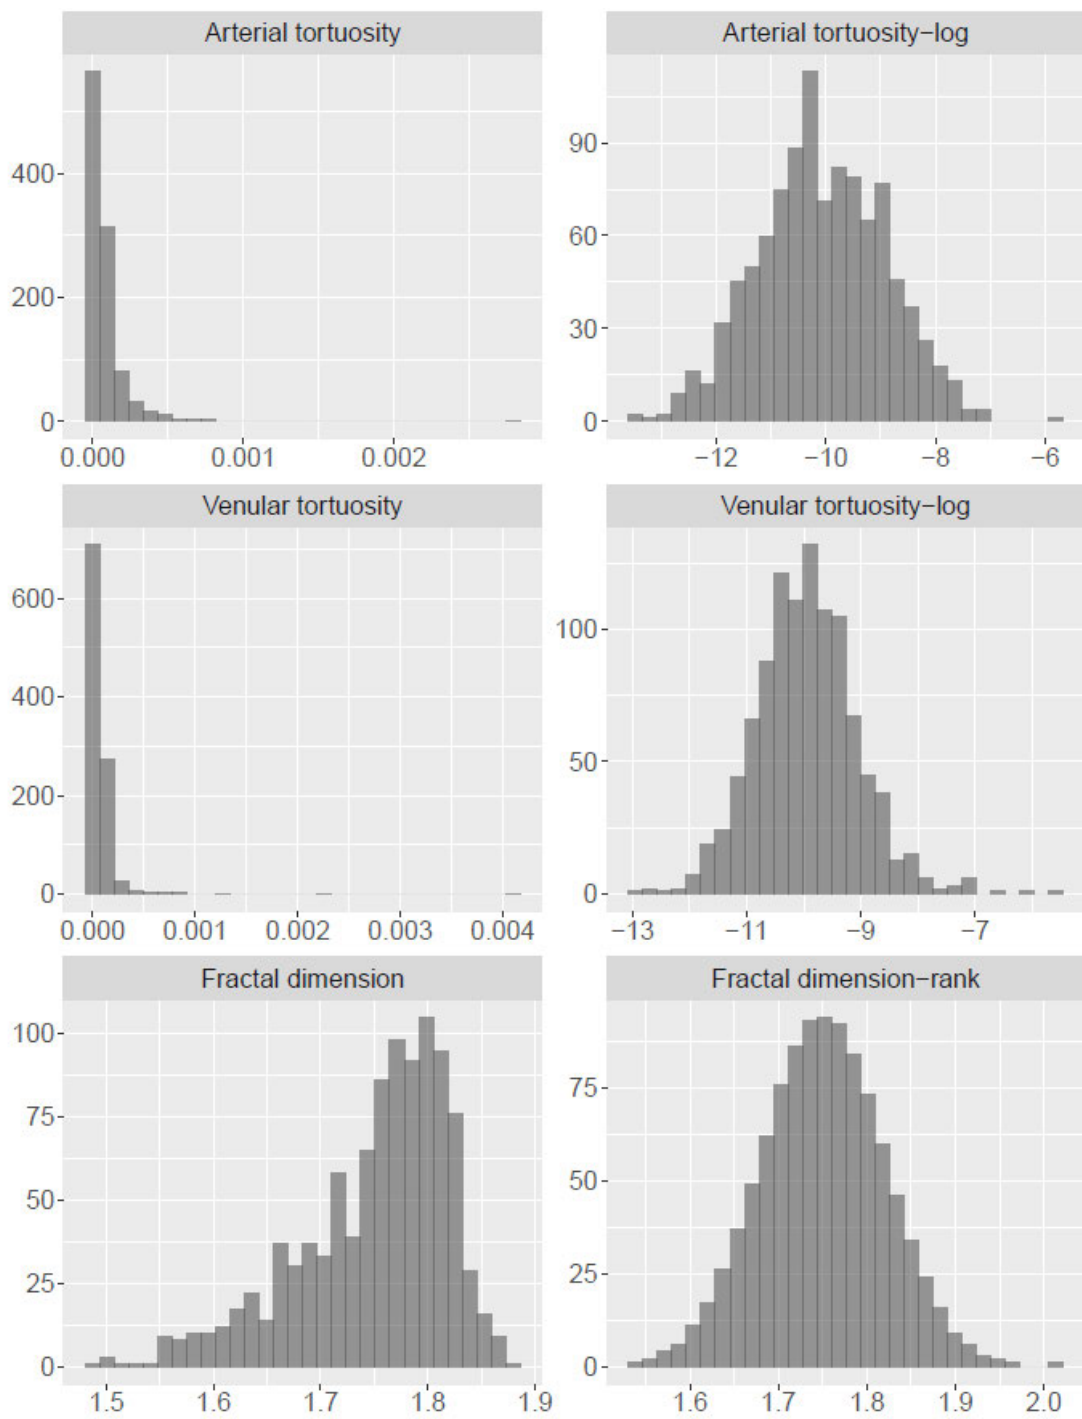 Arterial tortuosity
400
200
0
0.000 0.001 0.002
Arterial tortuosity−log
90
60
30
0
−12 −10 −8 −6
Venular tortuosity
600
400
200
0
0.000 0.001 0.002 0.003 0.004
Venular tortuosity−log
100
50
0
−13 −11 −9 −7
Fractal dimension
100
75
50
25
0
1.5 1.6 1.7 1.8 1.9
Fractal dimension−rank
75
50
25
0
1.6 1.7 1.8 1.9 2.0